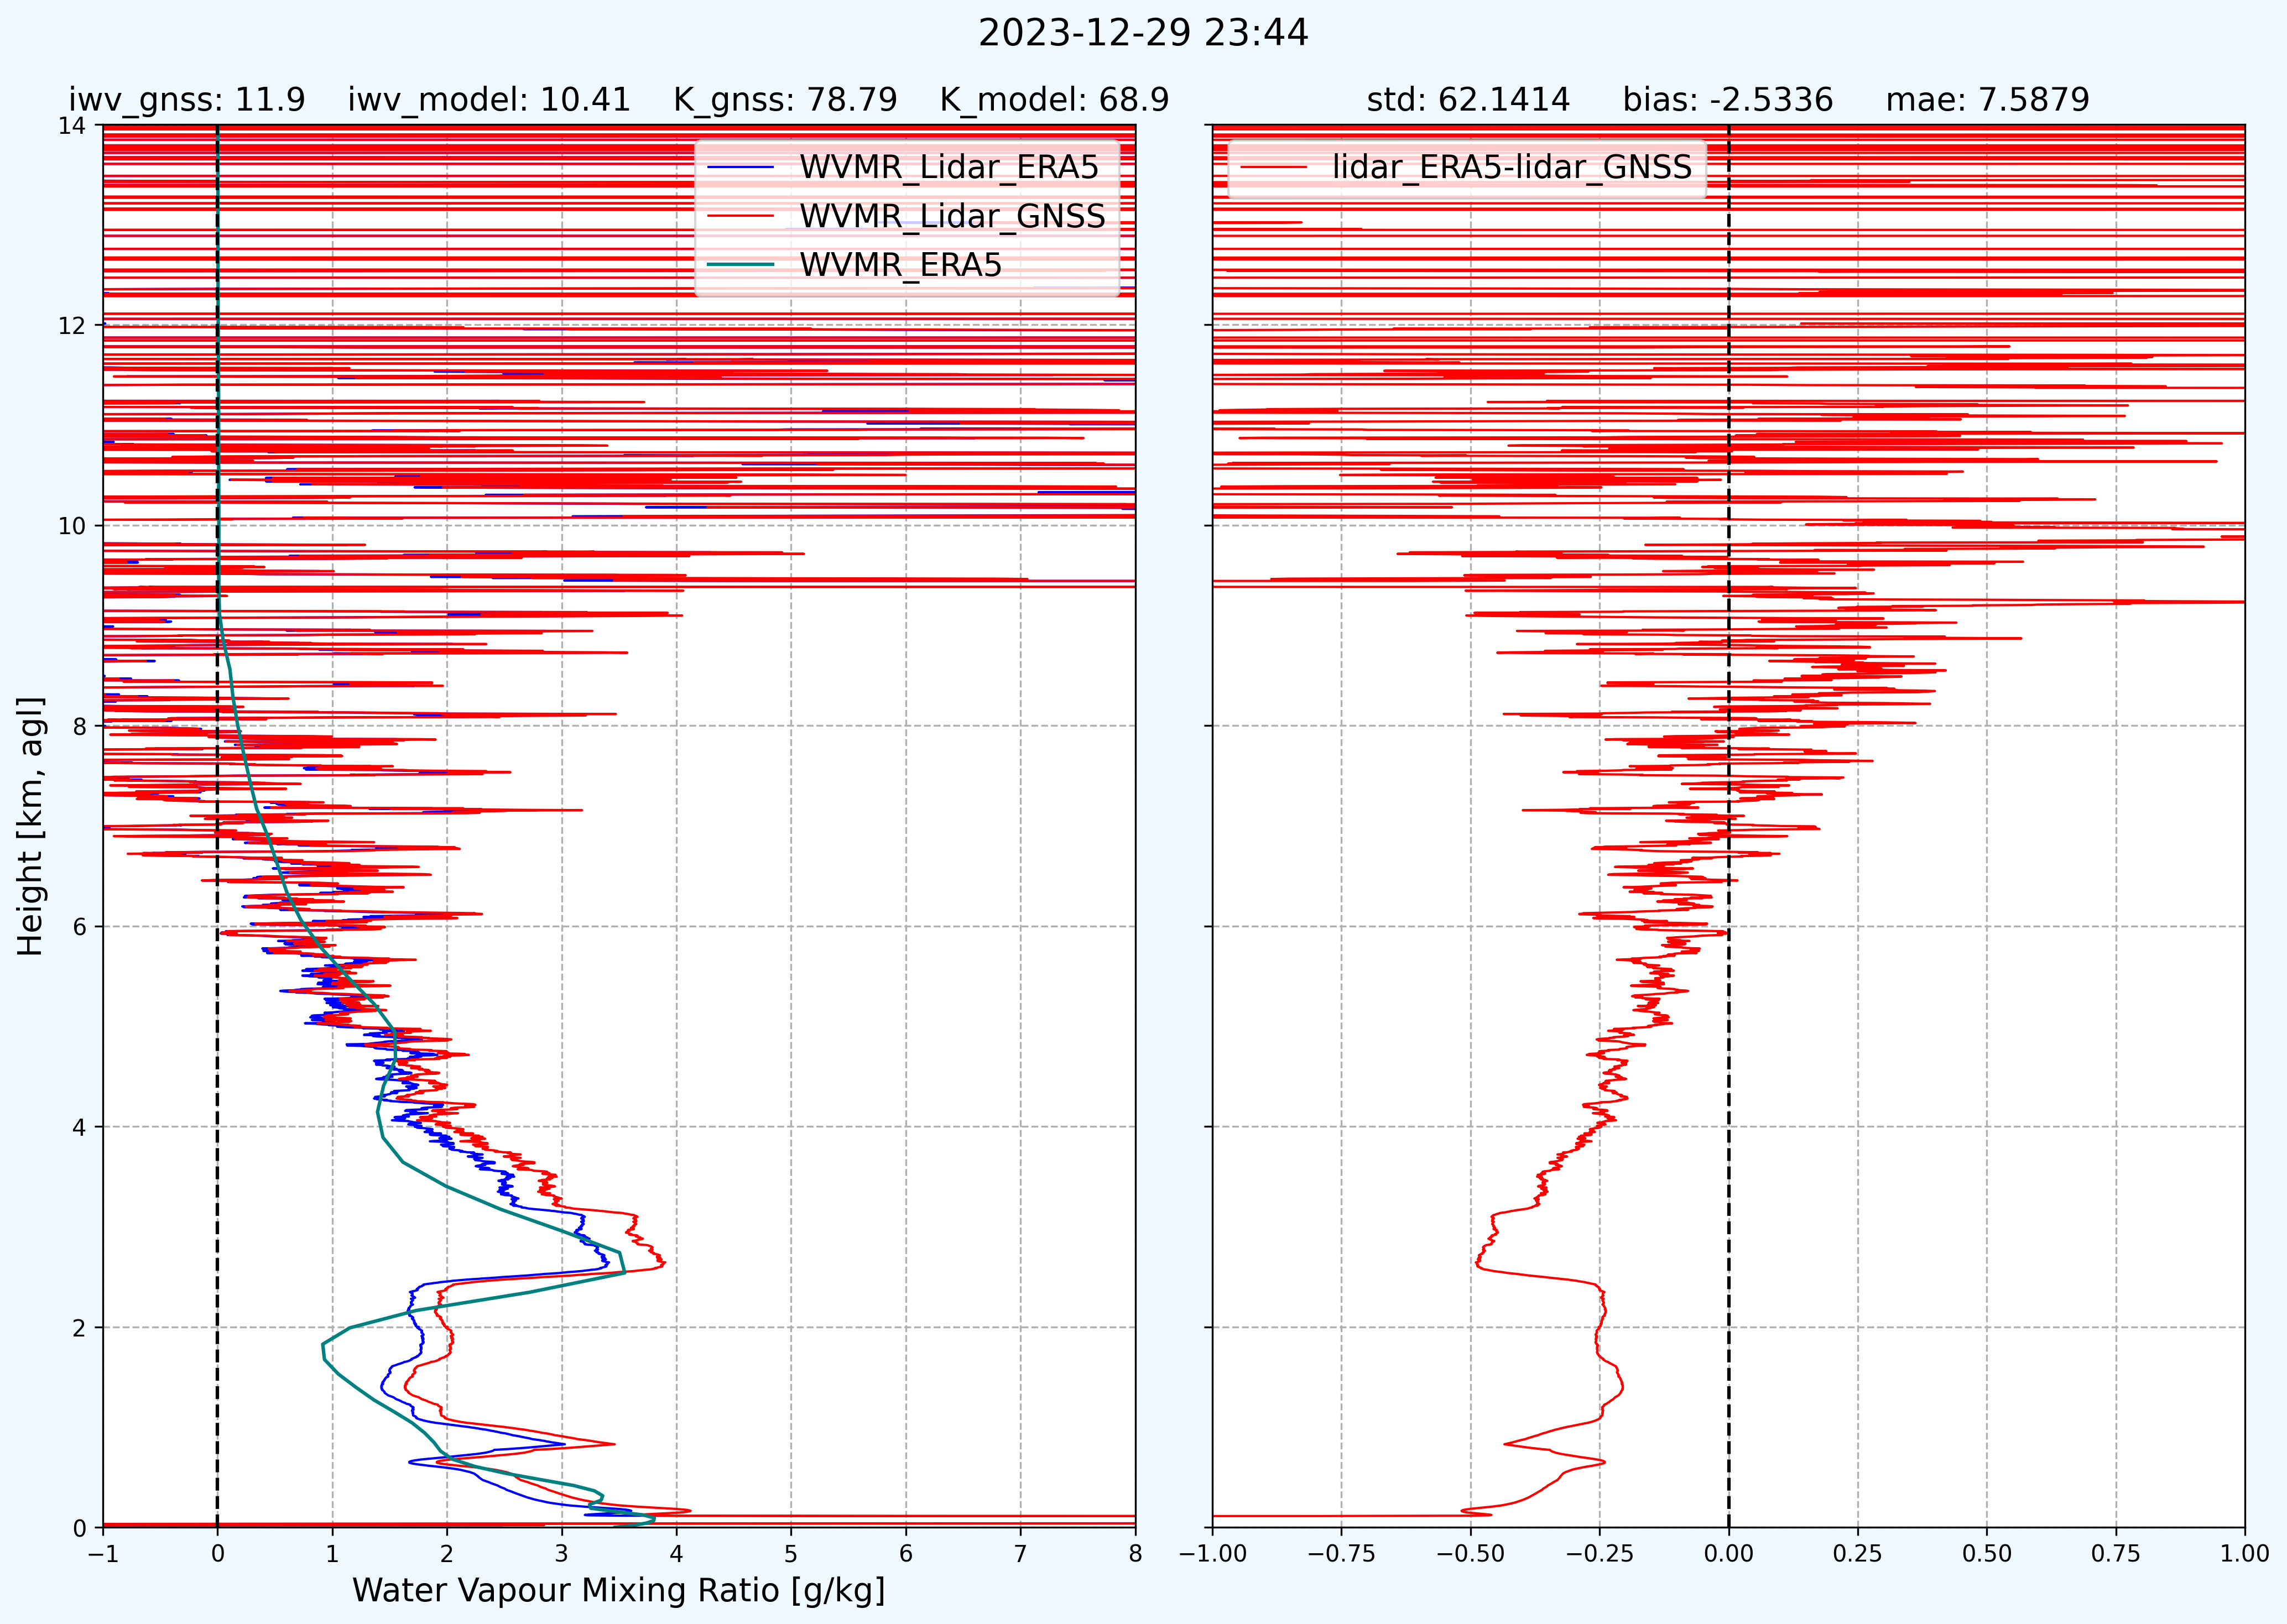 2023-12-29 23:44
iwv_gnss: 11.9 iwv_model: 10.41 K_gnss: 78.79 K_model: 68.9
std: 62.1414 bias: -2.5336 mae: 7.5879
WVMR_Lidar_ERA5
WVMR_Lidar_GNSS
WVMR_ERA5
lidar_ERA5-lidar_GNSS
Height [km, agl]
14
12
10
8
6
4
2
0
−1 0 1 2 3 4 5 6 7 8
Water Vapour Mixing Ratio [g/kg]
−1.00 −0.75 −0.50 −0.25 0.00 0.25 0.50 0.75 1.00